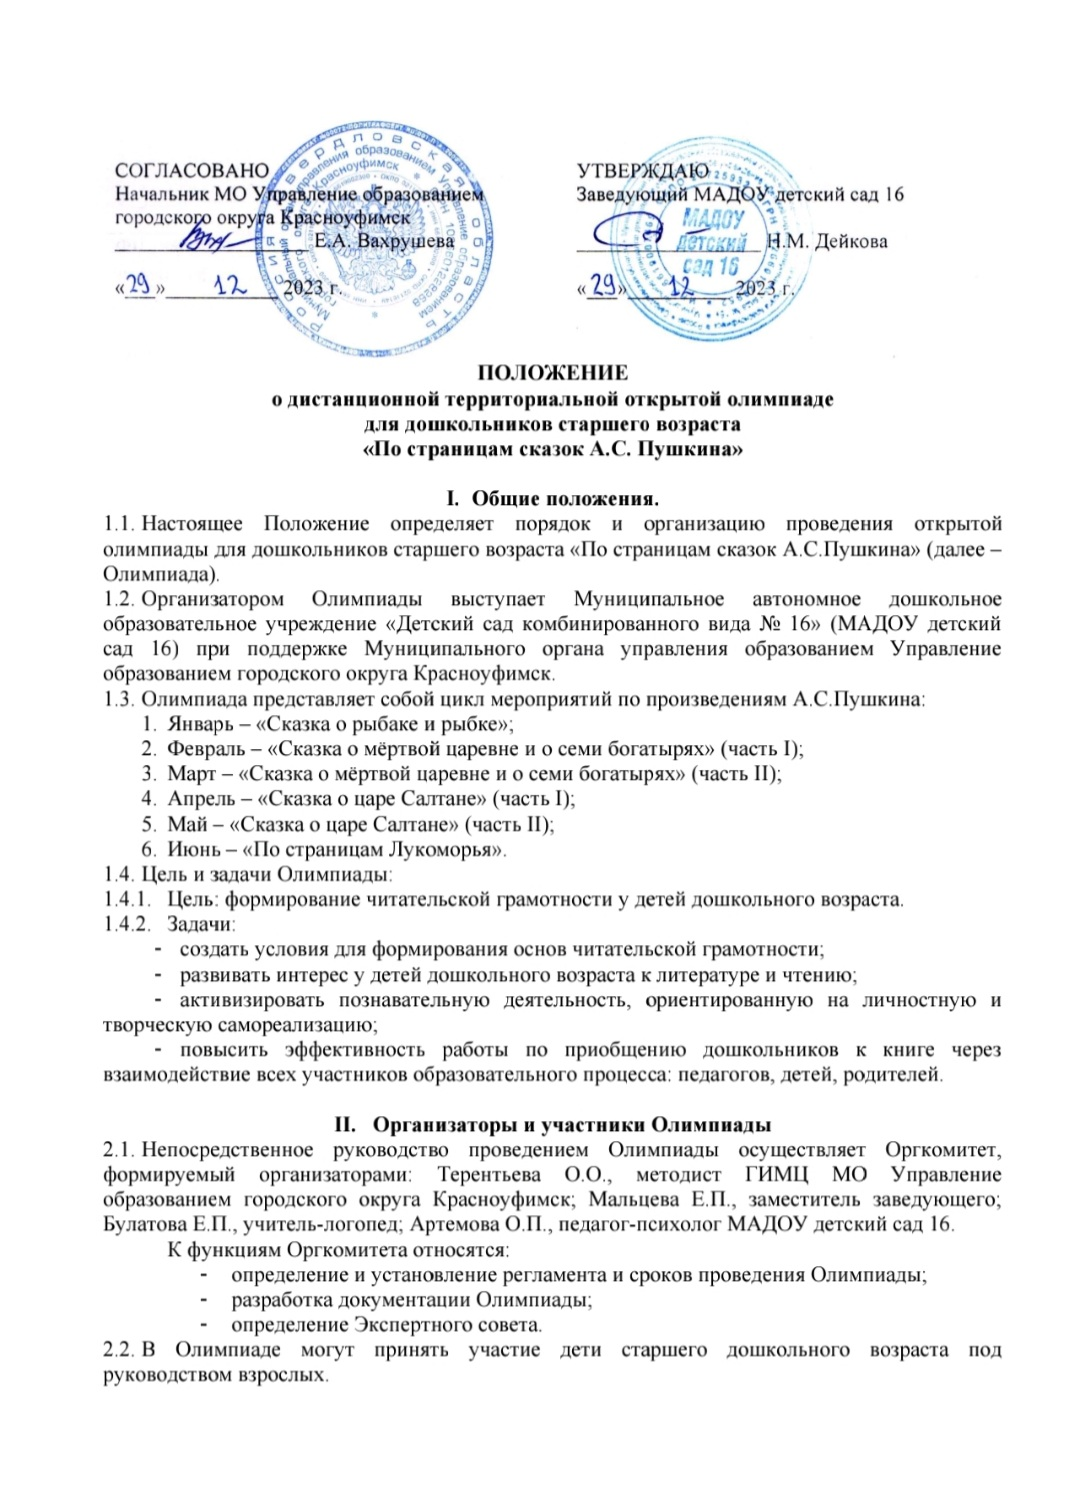 СОГЛАСОВАНО
Начальник МО Управление образованием
городского округа Красноуфимск
Е.А. Вахрушева
«29» 12 2023 г.
УТВЕРЖДАЮ
Заведующий МАДОУ детский сад 16
Н.М. Дейкова
«29» 12 2023 г.
МАДОУ
детский
сад 16
ПОЛОЖЕНИЕ
о дистанционной территориальной открытой олимпиаде
для дошкольников старшего возраста
«По страницам сказок А.С. Пушкина»
I. Общие положения.
1.1. Настоящее Положение определяет порядок и организацию проведения открытой
олимпиады для дошкольников старшего возраста «По страницам сказок А.С.Пушкина» (далее –
Олимпиада).
1.2. Организатором Олимпиады выступает Муниципальное автономное дошкольное
образовательное учреждение «Детский сад комбинированного вида № 16» (МАДОУ детский
сад 16) при поддержке Муниципального органа управления образованием Управление
образованием городского округа Красноуфимск.
1.3. Олимпиада представляет собой цикл мероприятий по произведениям А.С.Пушкина:
1. Январь – «Сказка о рыбаке и рыбке»;
2. Февраль – «Сказка о мёртвой царевне и о семи богатырях» (часть I);
3. Март – «Сказка о мёртвой царевне и о семи богатырях» (часть II);
4. Апрель – «Сказка о царе Салтане» (часть I);
5. Май – «Сказка о царе Салтане» (часть II);
6. Июнь – «По страницам Лукоморья».
1.4. Цель и задачи Олимпиады:
1.4.1. Цель: формирование читательской грамотности у детей дошкольного возраста.
1.4.2. Задачи:
- создать условия для формирования основ читательской грамотности;
- развивать интерес у детей дошкольного возраста к литературе и чтению;
- активизировать познавательную деятельность, ориентированную на личностную и
творческую самореализацию;
- повысить эффективность работы по приобщению дошкольников к книге через
взаимодействие всех участников образовательного процесса: педагогов, детей, родителей.
II. Организаторы и участники Олимпиады
2.1. Непосредственное руководство проведением Олимпиады осуществляет Оргкомитет,
формируемый организаторами: Терентьева О.О., методист ГИМЦ МО Управление
образованием городского округа Красноуфимск; Мальцева Е.П., заместитель заведующего;
Булатова Е.П., учитель-логопед; Артемова О.П., педагог-психолог МАДОУ детский сад 16.
К функциям Оргкомитета относятся:
- определение и установление регламента и сроков проведения Олимпиады;
- разработка документации Олимпиады;
- определение Экспертного совета.
2.2. В Олимпиаде могут принять участие дети старшего дошкольного возраста под
руководством взрослых.